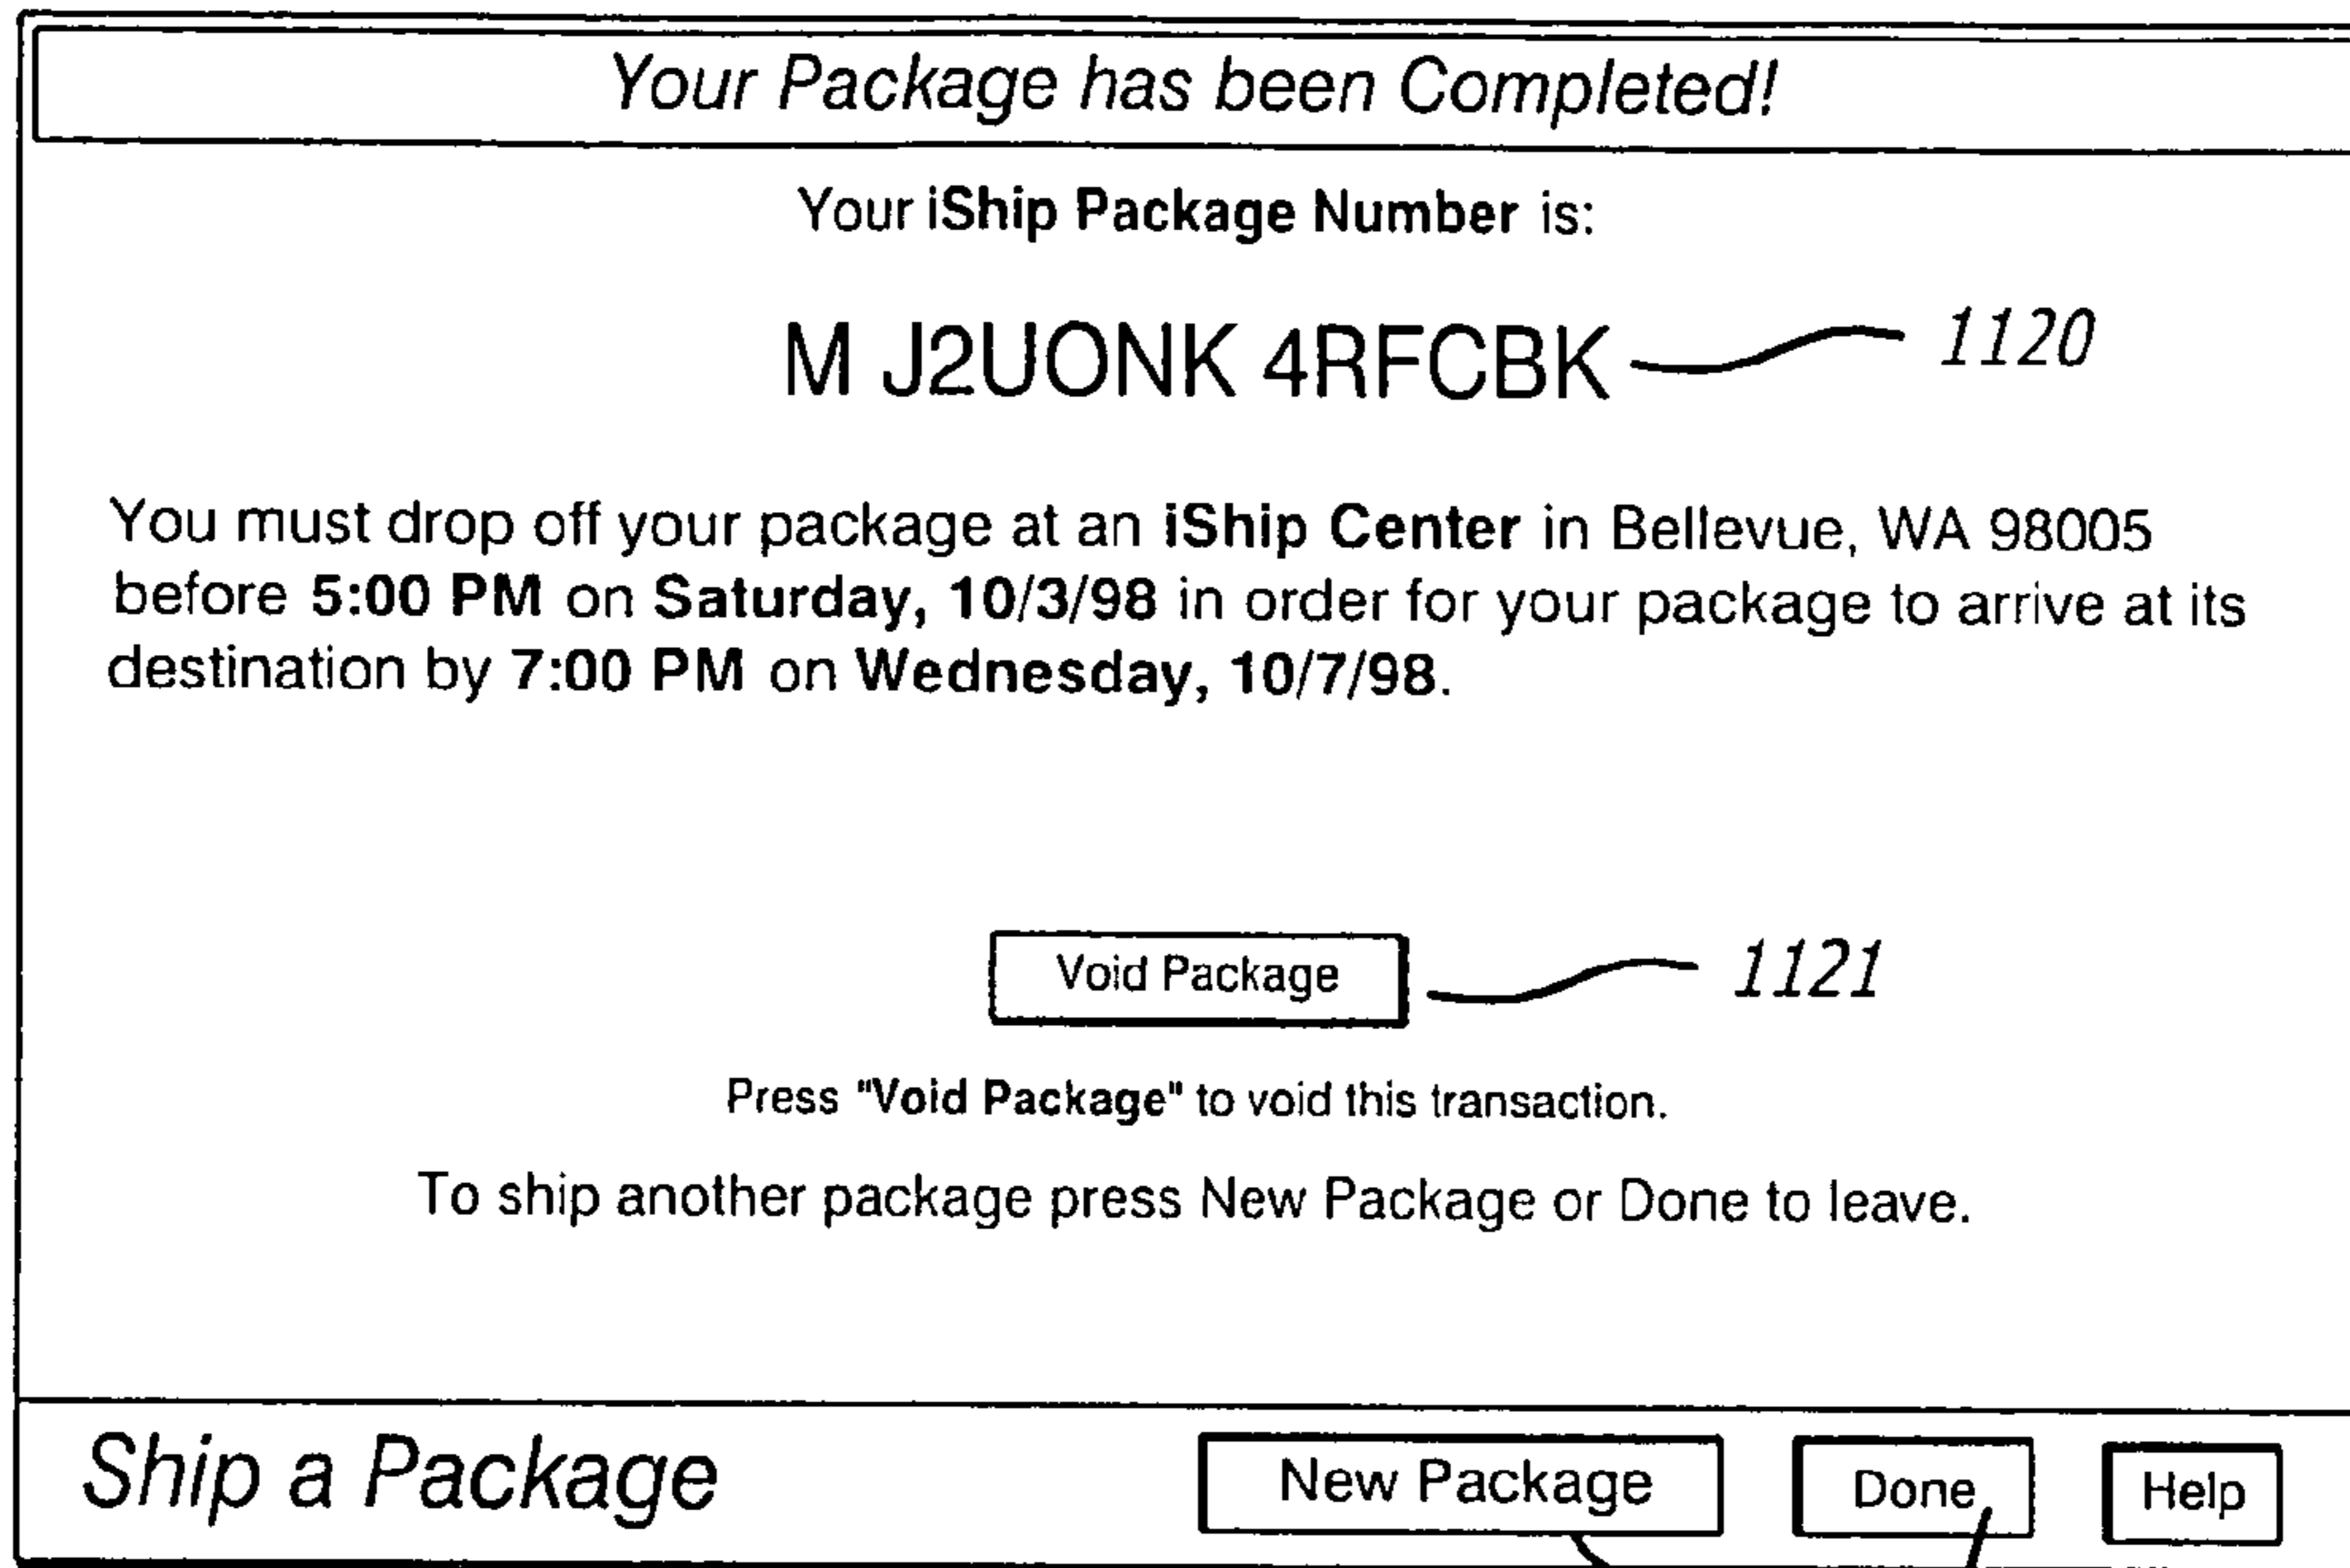 Your Package has been Completed!
Your iShip Package Number is:
M J2UONK 4RFCBK 1120
You must drop off your package at an iShip Center in Bellevue, WA 98005
before 5:00 PM on Saturday, 10/3/98 in order for your package to arrive at its
destination by 7:00 PM on Wednesday, 10/7/98.
Void Package 1121
Press "Void Package" to void this transaction.
To ship another package press New Package or Done to leave.
Ship a Package New Package Done Help